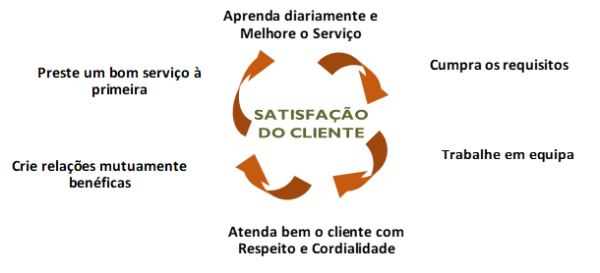 Aprenda diariamente e
Melhore o Serviço
Cumpra os requisitos
Preste um bom serviço à
primeira
SATISFAÇÃO
DO CLIENTE
Trabalhe em equipa
Crie relações mutuamente
benéficas
Atenda bem o cliente com
Respeito e Cordialidade